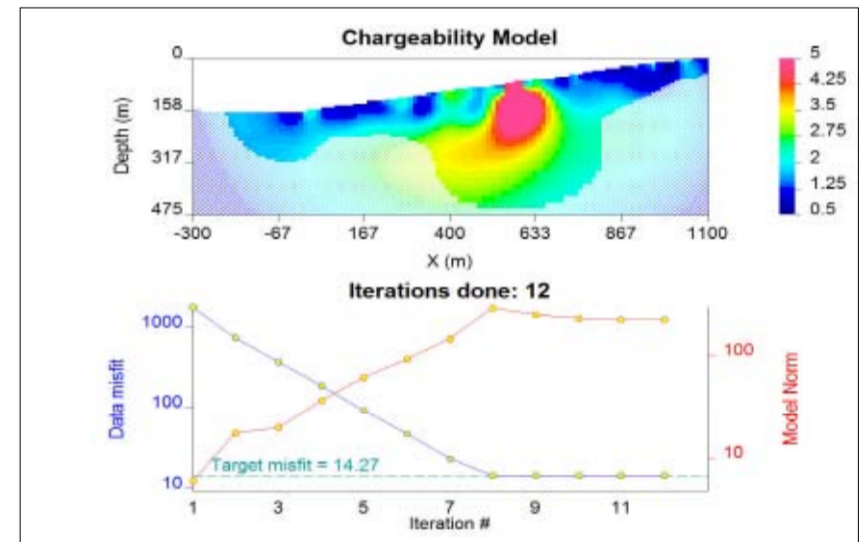 Chargeability Model
Depth (m)
0
158
317
475
-300 -67 167 400 633 867 1100
X (m)
5
4.25
3.5
2.75
2
1.25
0.5
Iterations done: 12
Data misfit
1000
100
10
Target misfit = 14.27
100
10
Model Norm
1 3 5 7 9 11
Iteration #